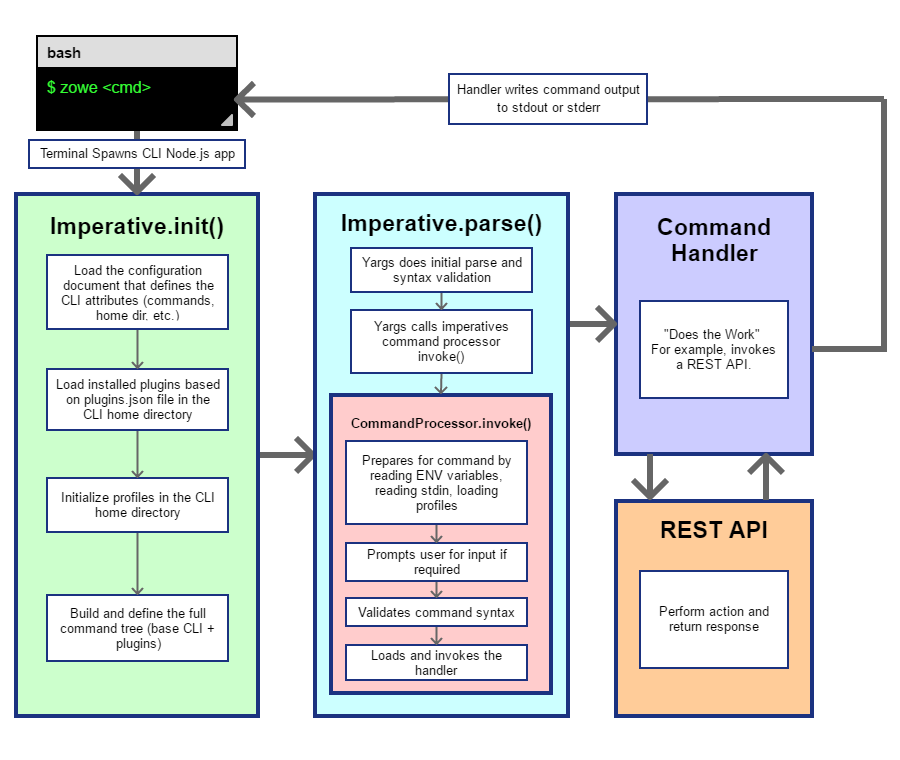 bash
$ zowe <cmd>
Handler writes command output
to stdout or stderr
Terminal Spawns CLI Node.js app
Imperative.init()
Load the configuration
document that defines the
CLI attributes (commands,
home dir, etc.)
Load installed plugins based
on plugins.json file in the
CLI home directory
Initialize profiles in the CLI
home directory
Build and define the full
command tree (base CLI +
plugins)
Imperative.parse()
Yargs does initial parse and
syntax validation
Yargs calls imperatives
command processor
invoke()
CommandProcessor.invoke()
Prepares for command by
reading ENV variables,
reading stdin, loading
profiles
Prompts user for input if
required
Validates command syntax
Loads and invokes the
handler
Command
Handler
"Does the Work"
For example, invokes
a REST API.
REST API
Perform action and
return response